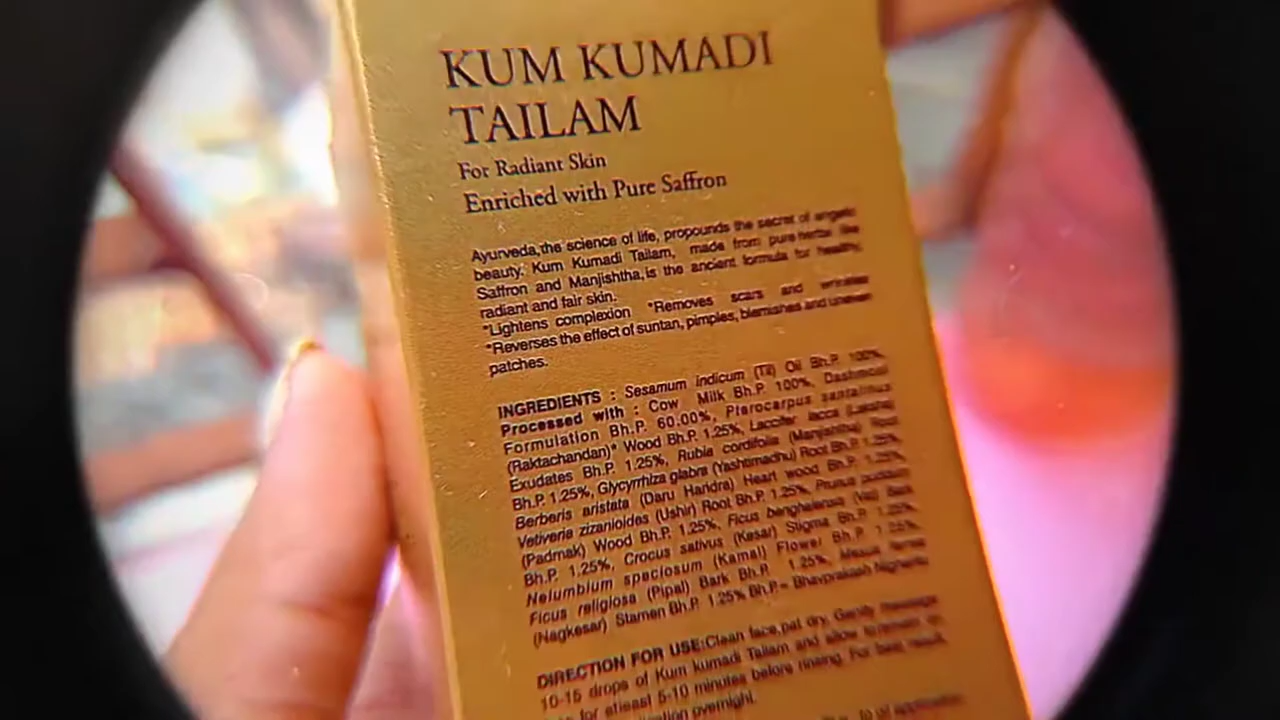 KUM KUMADI
TAILAM
For Radiant Skin
Enriched with Pure Saffron
Ayurveda,the science of life, propounds the secret of angelic
beauty. Kum Kumadi Tailam, made from pure herbs like
Saffron and Manjishtha,is the ancient formula for healthy,
radiant and fair skin.
*Lightens complexion *Removes scars and wrinkles
*Reverses the effect of suntan, pimples, blemishes and uneven
patches.
INGREDIENTS : Sesamum indicum (Til) Oil Bh.P. 100%,
Processed with : Cow Milk Bh.P. 100%, Dashmool
Formulation Bh.P. 60.00%, Pterocarpus santalinus
(Raktachandan)* Wood Bh.P. 1.25%, Laccifer lacca (Laksha)
Exudates Bh.P. 1.25%, Rubia cordifolia (Manjishtha) Root
Bh.P. 1.25%, Glycyrrhiza glabra (Yashtimadhu) Root Bh.P. 1.25%,
Berberis aristata (Daru Haridra) Heart wood Bh.P. 1.25%,
Vetiveria zizanioides (Ushir) Root Bh.P. 1.25%, Prunus puddum
(Padmak) Wood Bh.P. 1.25%, Ficus benghalensis (Vat) Bark
Bh.P. 1.25%, Crocus sativus (Kesar) Stigma Bh.P. 1.25%,
Nelumbium speciosum (Kamal) Flower Bh.P. 1.25%,
Ficus religiosa (Pipal) Bark Bh.P. 1.25%, Mesua ferrea
(Nagkesar) Stamen Bh.P. 1.25% Bh.P.= Bhavprakash Nighantu
DIRECTION FOR USE:Clean face,pat dry. Gently massage
10-15 drops of Kum kumadi Tailam and allow
for atleast 5-10 minutes before rinsing. For best result,
overnight.